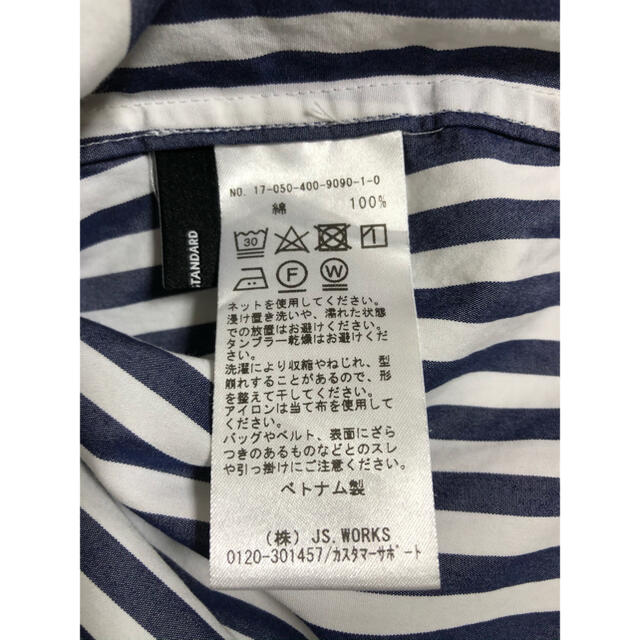 NO. 17-050-400-9090-1-0
綿 100%
30
1
F
W
ネットを使用してください。
浸け置き洗いや、濡れた状態
での放置はお避けください。
タンブラー乾燥はお避けくだ
さい。
洗濯により収縮やねじれ、型
崩れすることがあるので、形
を整えて干してください。
アイロンは当て布を使用して
ください。
バッグやベルト、表面にざら
つきのあるものなどとのスレ
や引っ掛けにご注意ください。
ベトナム製
(株) JS.WORKS
0120-301457/ｶｽﾀﾏｰｻﾎﾟｰﾄ
STANDARD